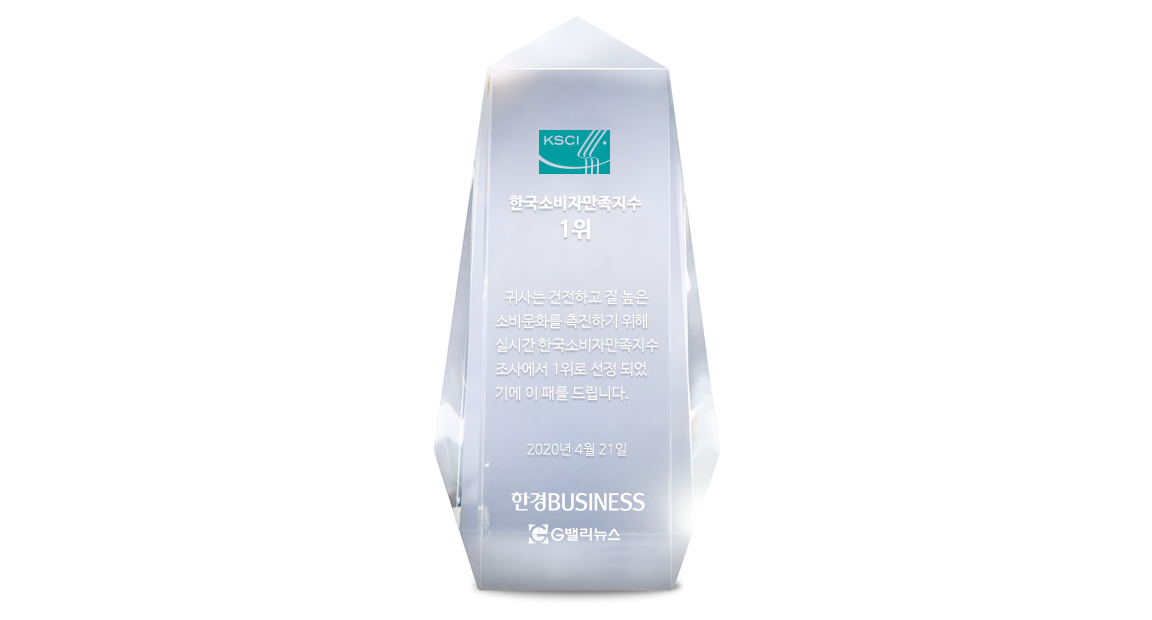 KSCI
한국소비자만족지수
1위
귀사는 건전하고 질 높은
소비문화를 촉진하기 위해
실시간 한국소비자만족지수
조사에서 1위로 선정 되었
기에 이 패를 드립니다.
2020년 4월 21일
한경BUSINESS
G밸리뉴스